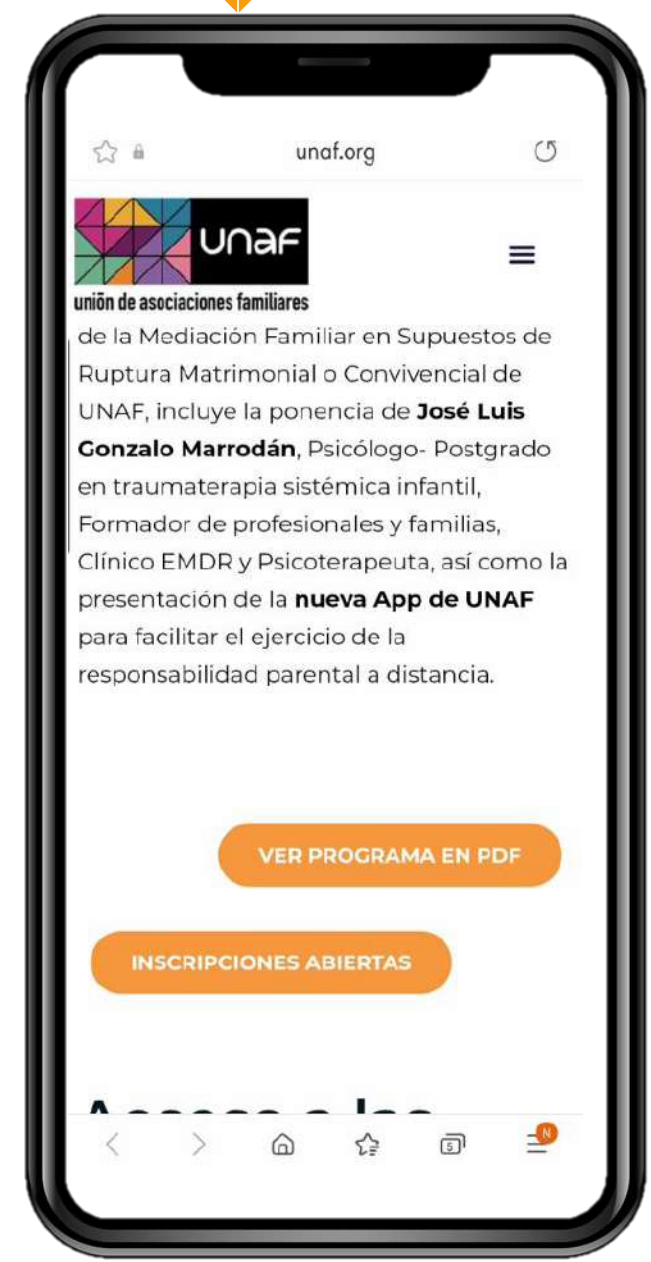 unaf.org
unaf
unión de asociaciones familiares
de la Mediación Familiar en Supuestos de
Ruptura Matrimonial o Convivencial de
UNAF, incluye la ponencia de José Luis
Gonzalo Marrodán, Psicólogo- Postgrado
en traumaterapia sistémica infantil,
Formador de profesionales y familias,
Clínico EMDR y Psicoterapeuta, así como la
presentación de la nueva App de UNAF
para facilitar el ejercicio de la
responsabilidad parental a distancia.
VER PROGRAMA EN PDF
INSCRIPCIONES ABIERTAS
5
N